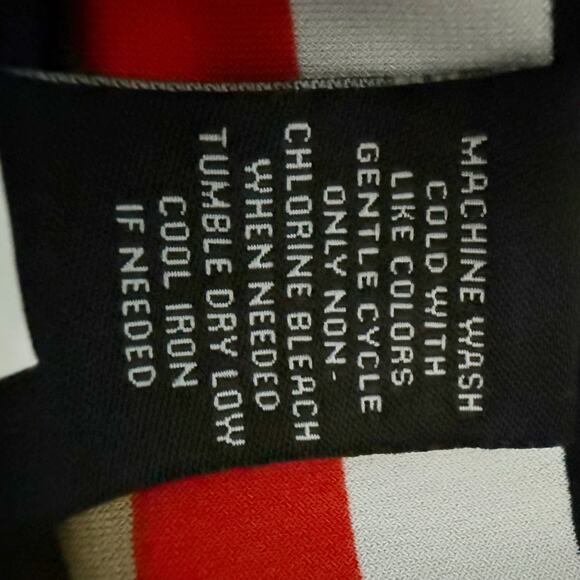 MACHINE WASH
COLD WITH
LIKE COLORS
GENTLE CYCLE
ONLY NON-
CHLORINE BLEACH
WHEN NEEDED
TUMBLE DRY LOW
COOL IRON
IF NEEDED